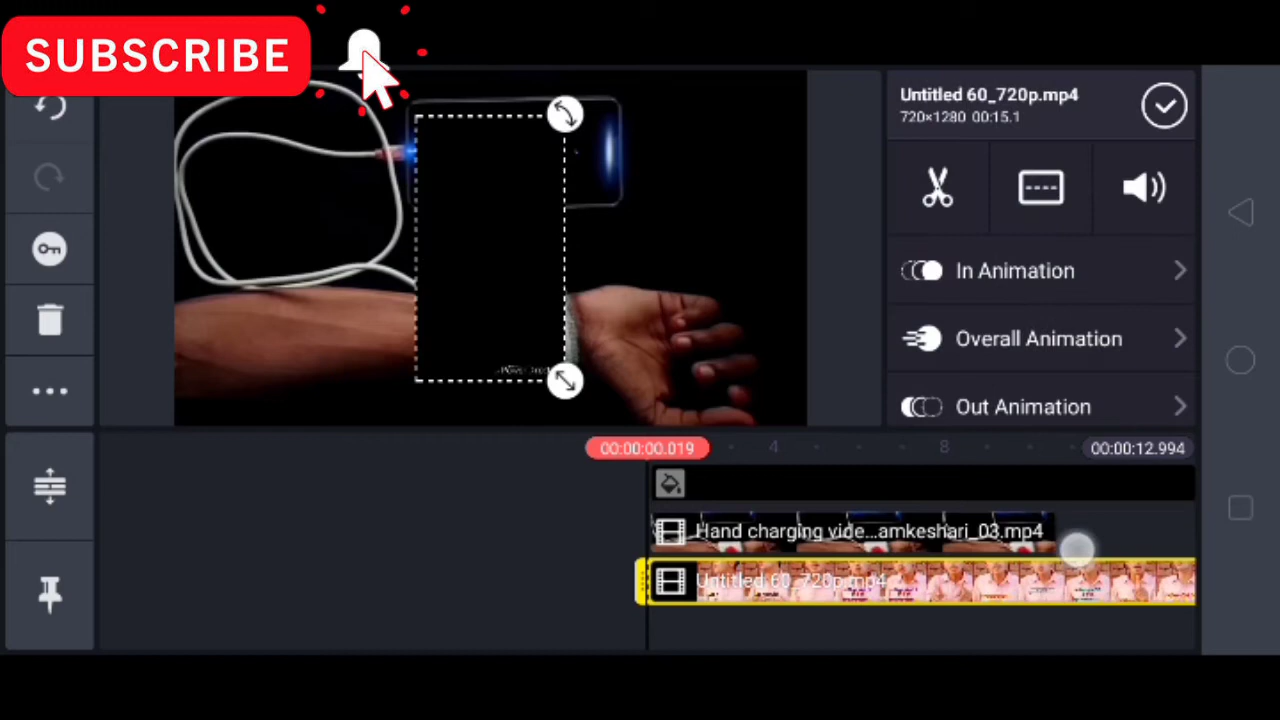 SUBSCRIBE
Untitled 60_720p.mp4
720×1280 00:15.1
In Animation
Overall Animation
Out Animation
00:00:00.019
4
8
00:00:12.994
Hand charging vide...amkeshari_03.mp4
Untitled 60_720p.mp4